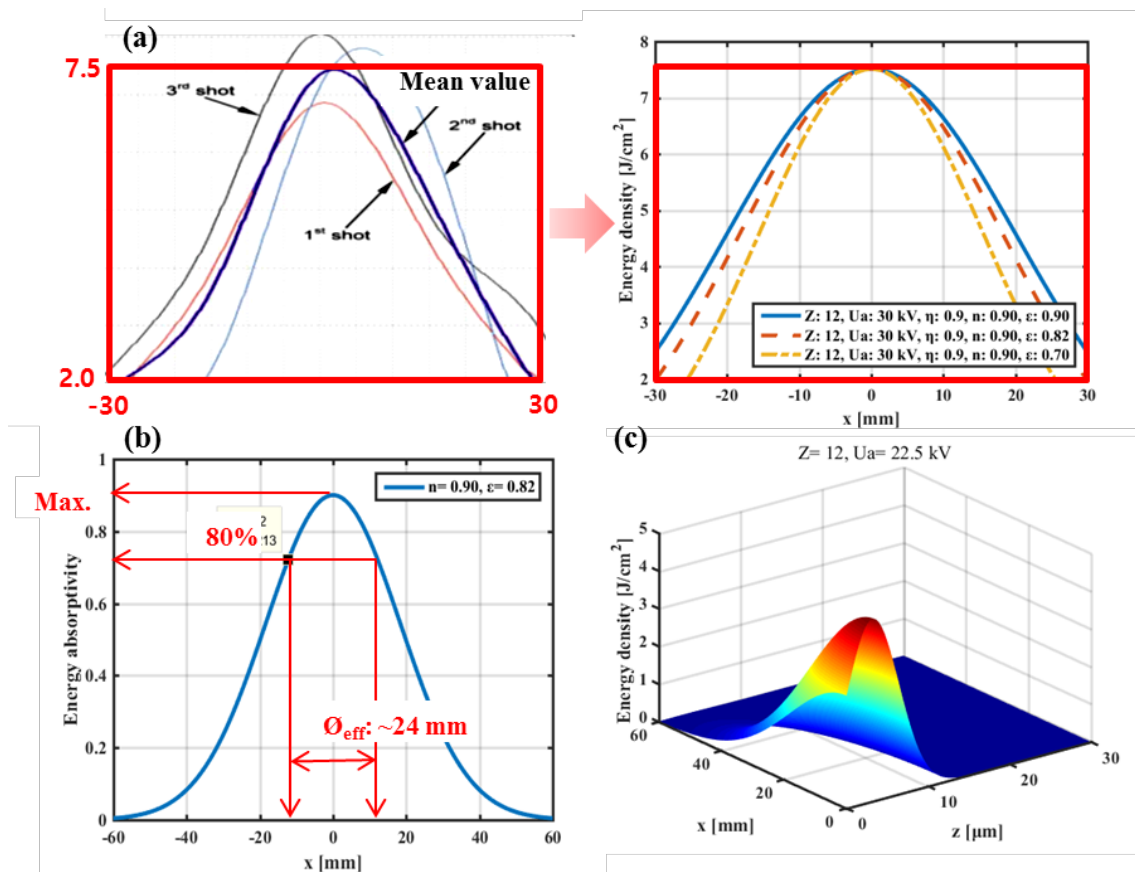 (a)
7.5
2.0
-30
30
3rd shot
Mean value
2nd shot
1st shot
8
7
6
5
4
3
2
Energy density [J/cm2]
Z: 12, Ua: 30 kV, η: 0.9, n: 0.90, ε: 0.90
Z: 12, Ua: 30 kV, η: 0.9, n: 0.90, ε: 0.82
Z: 12, Ua: 30 kV, η: 0.9, n: 0.90, ε: 0.70
-30 -20 -10 0 10 20 30
x [mm]
(b)
1
0.8
0.6
0.4
0.2
0
Energy absorptivity
n= 0.90, ε= 0.82
Max.
80%
2
13
Øeff: ~24 mm
-60 -40 -20 0 20 40 60
x [mm]
(c)
Z= 12, Ua= 22.5 kV
5
4
3
2
1
0
Energy density [J/cm2]
60
40
20
0
x [mm]
0
10
20
30
z [µm]